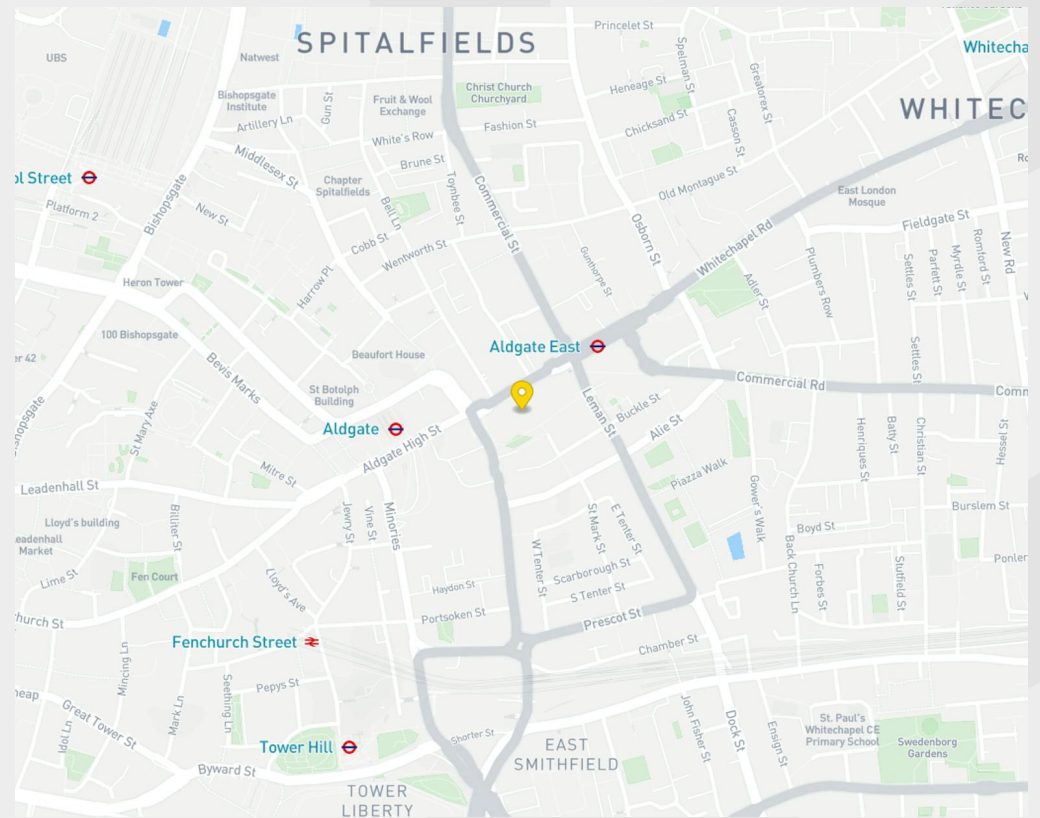 Princelet St
SPITALFIELDS
Spelman St
Whitecha
UBS
Natwest
Greatorex St
Heneage St
Christ Church
Churchyard
Bishopsgate
Institute
Gun St
Fruit & Wool
Exchange
WHITEC
Artillery Ln
Fashion St
Chicksand St
Casson St
White's Row
Middlesex St
Brune St
ol Street
Chapter
Spitalfields
Toynbee St
Old Montague St
East London
Mosque
Platform 2
Bishopsgate
New St
Bell Ln
Commercial St
Osborn St
Fieldgate St
Cobb St
Wentworth St
Whitechapel Rd
New Rd
Romford St
Myrdle St
Parfett St
Settles St
Harrow Pl
Gunthorpe St
Adler St
Plumbers Row
Heron Tower
100 Bishopsgate
Aldgate East
er 42
Beaufort House
Settles St
Bevis Marks
Commercial Rd
Comm
St Botolph
Building
Leman St
Buckle St
St Mary Axe
Aldgate
Aldgate High St
Alie St
Henriques St
Batty St
Christian St
Hessel St
Mitre St
Piazza Walk
Leadenhall St
Gower's Walk
Burslem St
Lloyd's building
Billiter St
Jewry St
Vine St
Minories
St Mark St
E Tenter St
Boyd St
eadenhall
Market
W Tenter St
Back Church Ln
Ponler
Lime St
Fen Court
Lloyd's Ave
Haydon St
Scarborough St
S Tenter St
Forbes St
Stutfield St
hurch St
Portsoken St
Prescot St
Fenchurch Street
Chamber St
Mincing Ln
Pepys St
eap
Great Tower St
Mark Ln
Seething Ln
John Fisher St
Dock St
Ensign St
St. Paul's
Whitechapel CE
Primary School
Idol Ln
Tower Hill
Shorter St
EAST
SMITHFIELD
Swedenborg
Gardens
Byward St
TOWER
LIBERTY